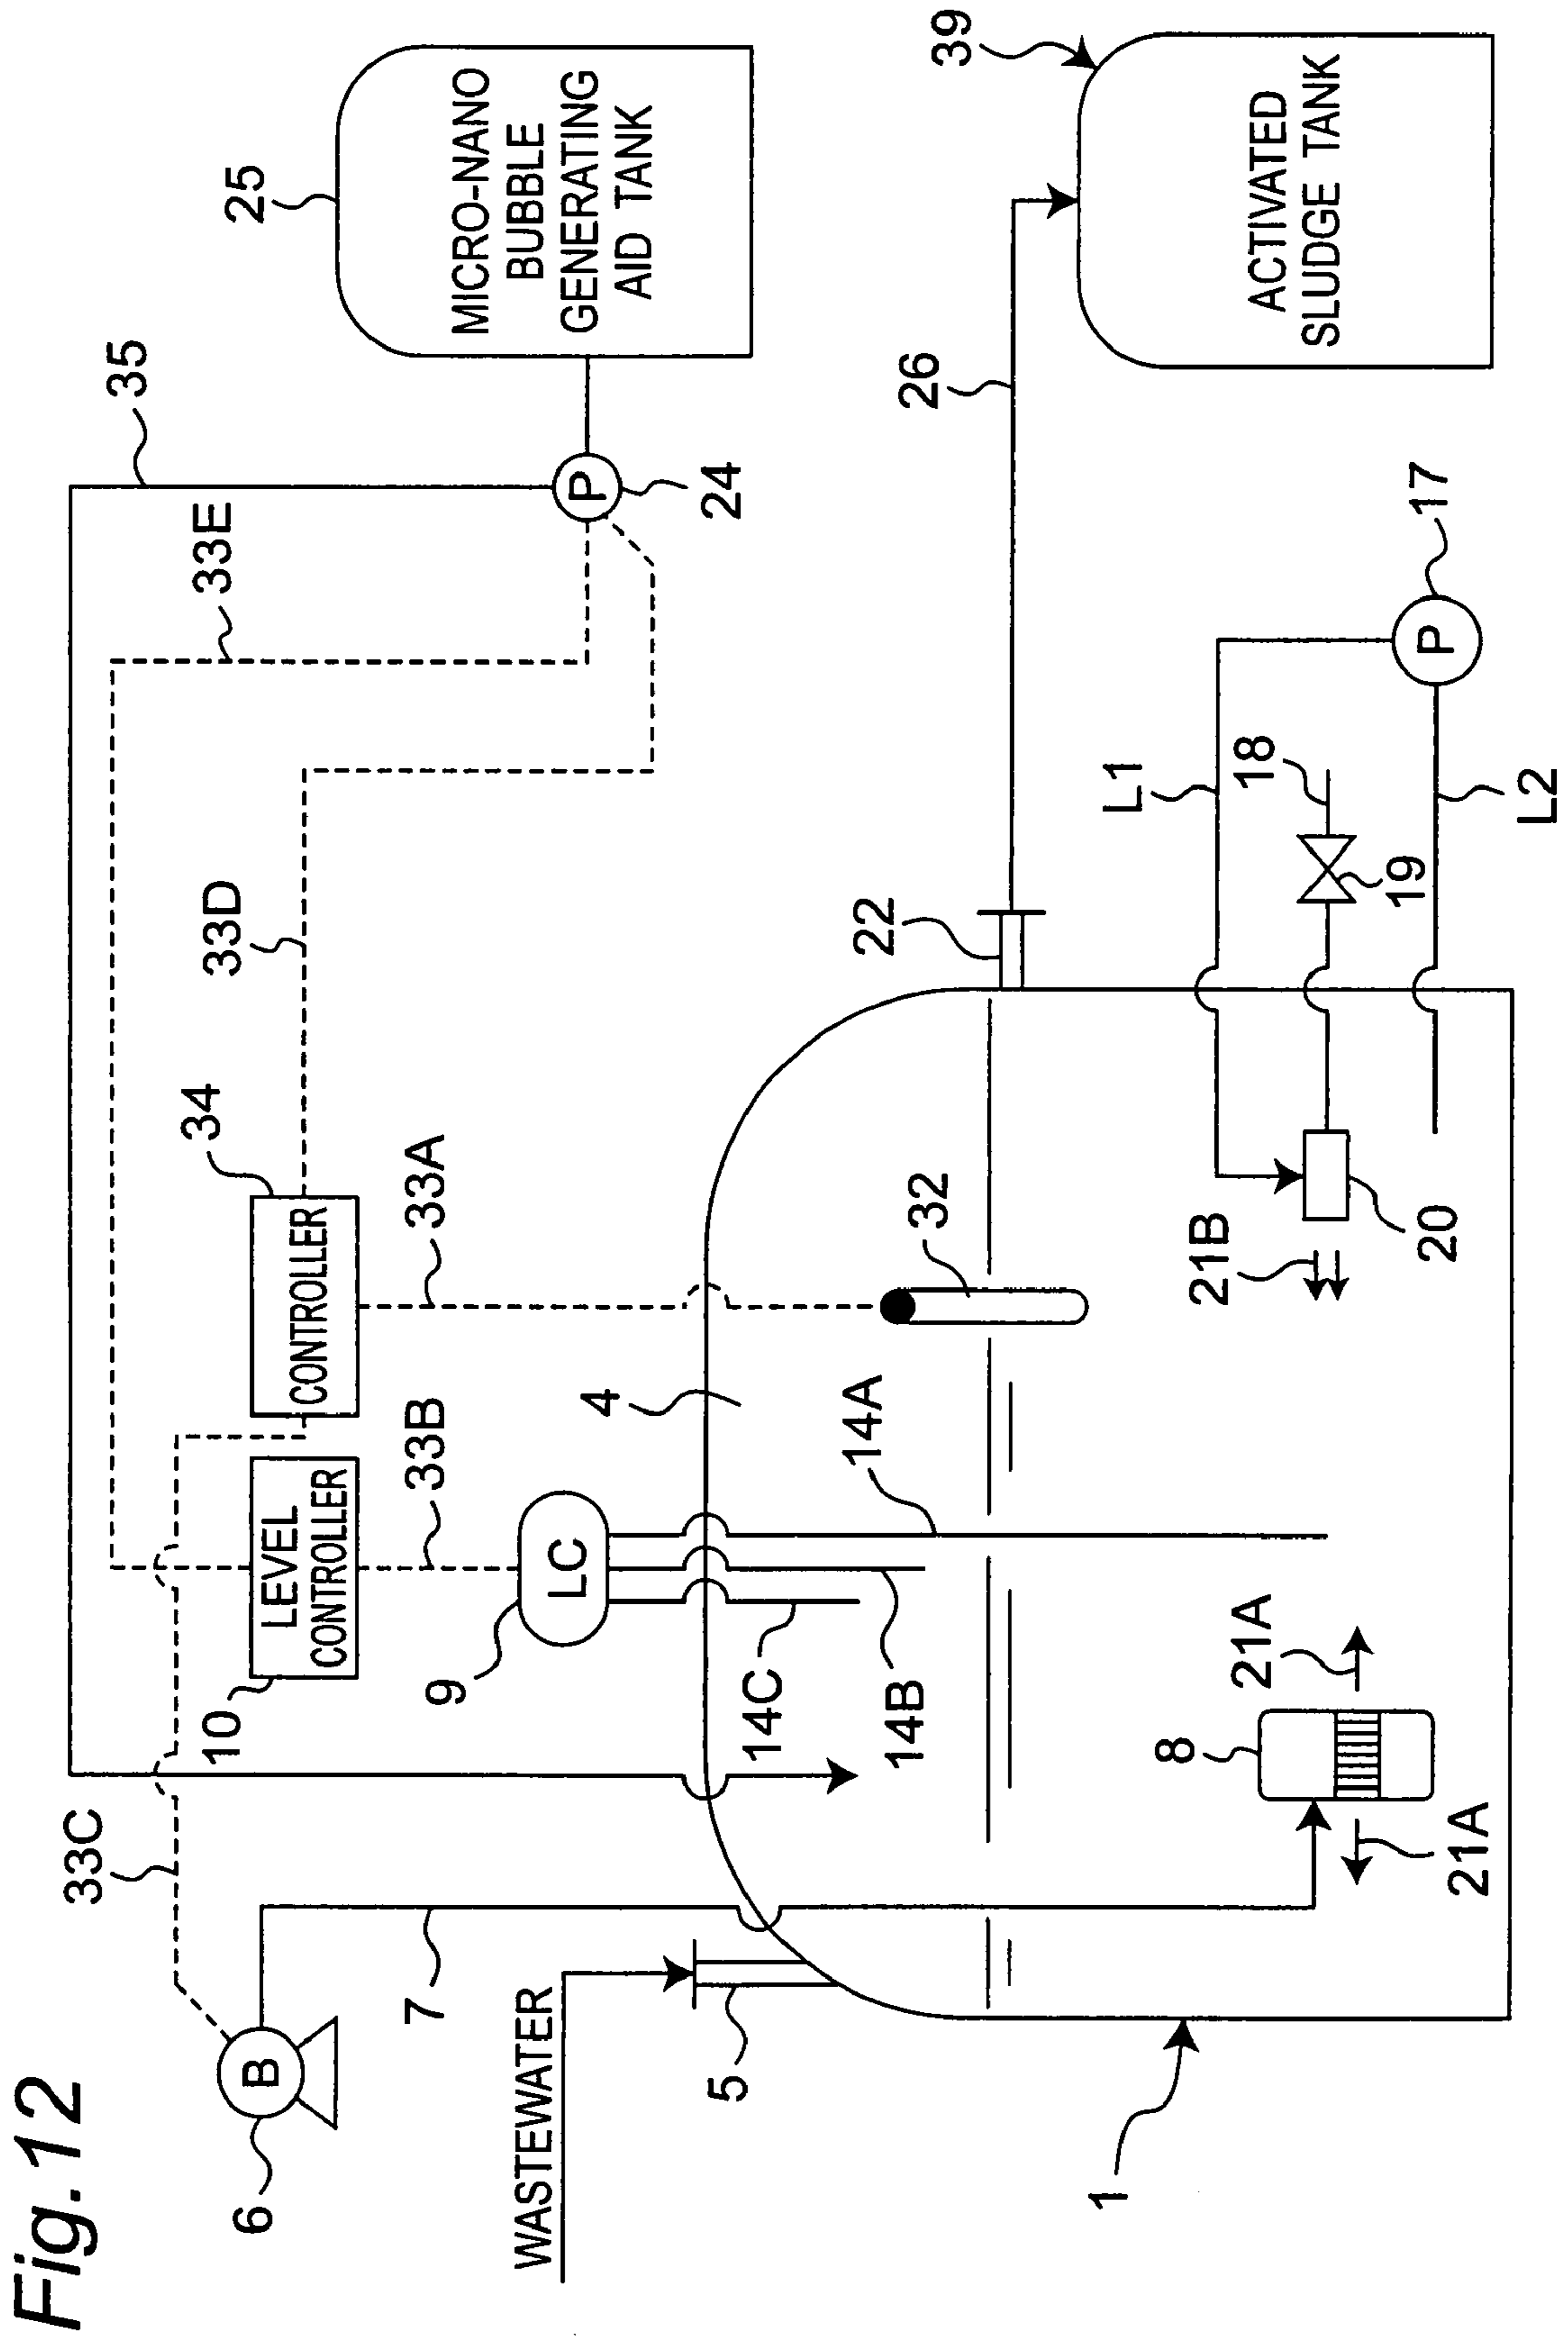 Fig.12
35
25
MICRO-NANO
BUBBLE
GENERATING
AID TANK
33E
P
24
33C
10
LEVEL
CONTROLLER
34
CONTROLLER
33D
33B
33A
6
B
7
9
LC
WASTEWATER
5
14C
14B
14A
4
32
22
26
39
ACTIVATED
SLUDGE TANK
1
21A
8
21A
21B
20
L1
18
19
L2
17
P